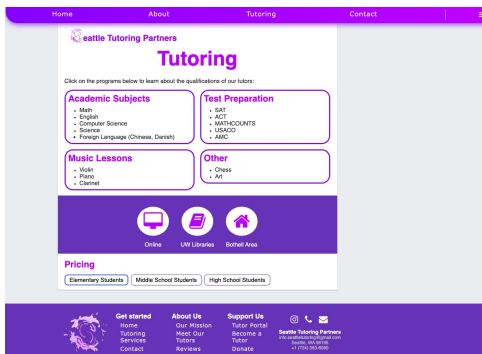 Home About Tutoring Contact
eattle Tutoring Partners
Tutoring
Click on the programs below to learn about the qualifications of our tutors:
Academic Subjects
Math
English
Computer Science
Science
Foreign Language (Chinese, Danish)
Test Preparation
SAT
ACT
MATHCOUNTS
USACO
AMC
Music Lessons
Violin
Piano
Clarinet
Other
Chess
Art
Online UW Libraries Bothell Area
Pricing
Elementary Students Middle School Students High School Students
Get started
Home
Tutoring
Services
Contact
About Us
Our Mission
Meet Our
Tutors
Reviews
Support Us
Tutor Portal
Become a
Tutor
Donate
Seattle Tutoring Partners
info.seattletutoring@gmail.com